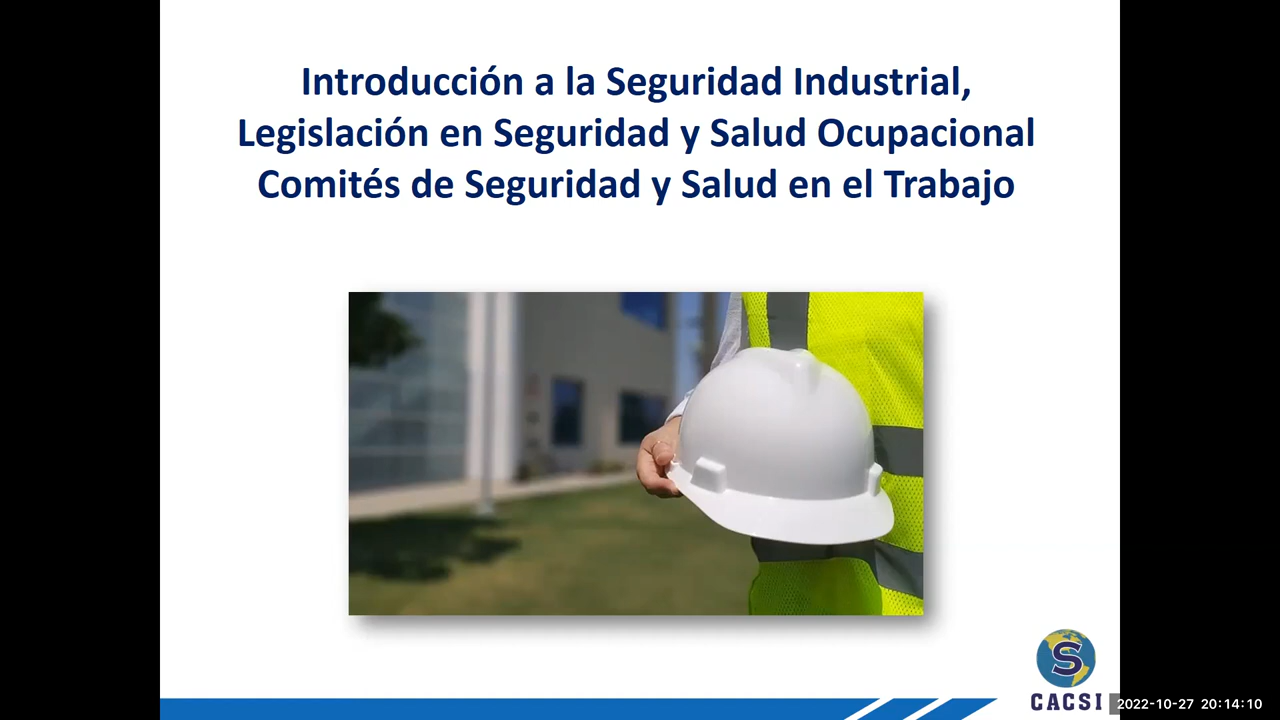 Introducción a la Seguridad Industrial,
Legislación en Seguridad y Salud Ocupacional
Comités de Seguridad y Salud en el Trabajo
S
CACSI
2022-10-27 20:14:10